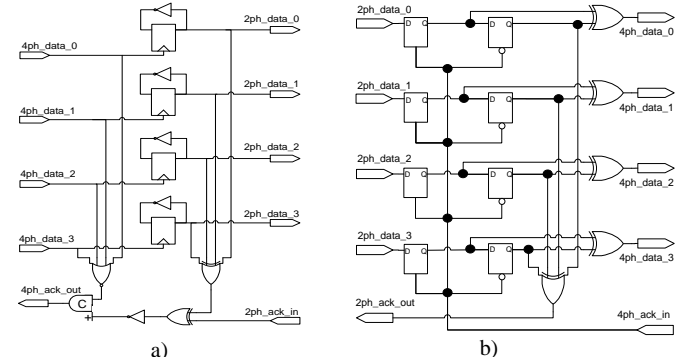 4ph_data_0
4ph_data_1
4ph_data_2
4ph_data_3
4ph_ack_out
C
+
2ph_data_0
2ph_data_1
2ph_data_2
2ph_data_3
2ph_ack_in
a)
2ph_data_0
D Q
D Q
4ph_data_0
2ph_data_1
D Q
D Q
4ph_data_1
2ph_data_2
D Q
D Q
4ph_data_2
2ph_data_3
D Q
D Q
4ph_data_3
2ph_ack_out
4ph_ack_in
b)